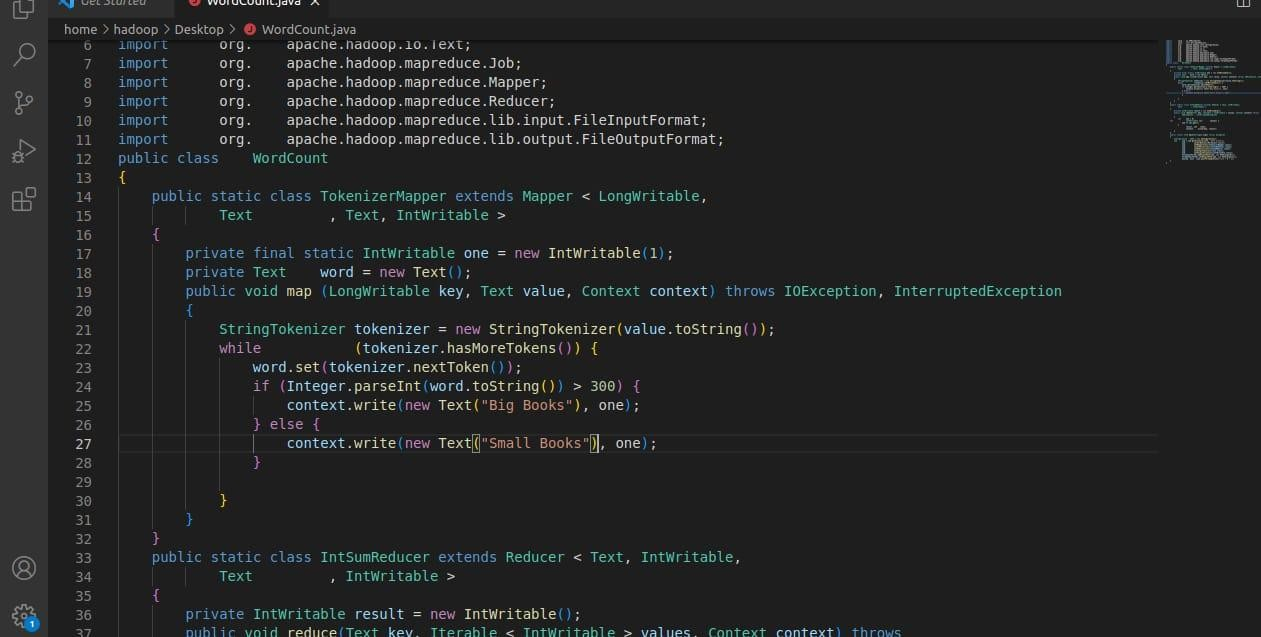 Get Started WordCount.java
home > hadoop > Desktop > WordCount.java
6 import org. apache.hadoop.io.Text;
7 import org. apache.hadoop.mapreduce.Job;
8 import org. apache.hadoop.mapreduce.Mapper;
9 import org. apache.hadoop.mapreduce.Reducer;
10 import org. apache.hadoop.mapreduce.lib.input.FileInputFormat;
11 import org. apache.hadoop.mapreduce.lib.output.FileOutputFormat;
12 public class WordCount
13 {
14 public static class TokenizerMapper extends Mapper < LongWritable,
15 Text , Text, IntWritable >
16 {
17 private final static IntWritable one = new IntWritable(1);
18 private Text word = new Text();
19 public void map (LongWritable key, Text value, Context context) throws IOException, InterruptedException
20 {
21 StringTokenizer tokenizer = new StringTokenizer(value.toString());
22 while (tokenizer.hasMoreTokens()) {
23 word.set(tokenizer.nextToken());
24 if (Integer.parseInt(word.toString()) > 300) {
25 context.write(new Text("Big Books"), one);
26 } else {
27 context.write(new Text("Small Books"), one);
28 }
29
30 }
31 }
32 }
33 public static class IntSumReducer extends Reducer < Text, IntWritable,
34 Text , IntWritable >
35 {
36 private IntWritable result = new IntWritable();
37 public void reduce(Text key, Iterable < IntWritable > values, Context context) throws
1